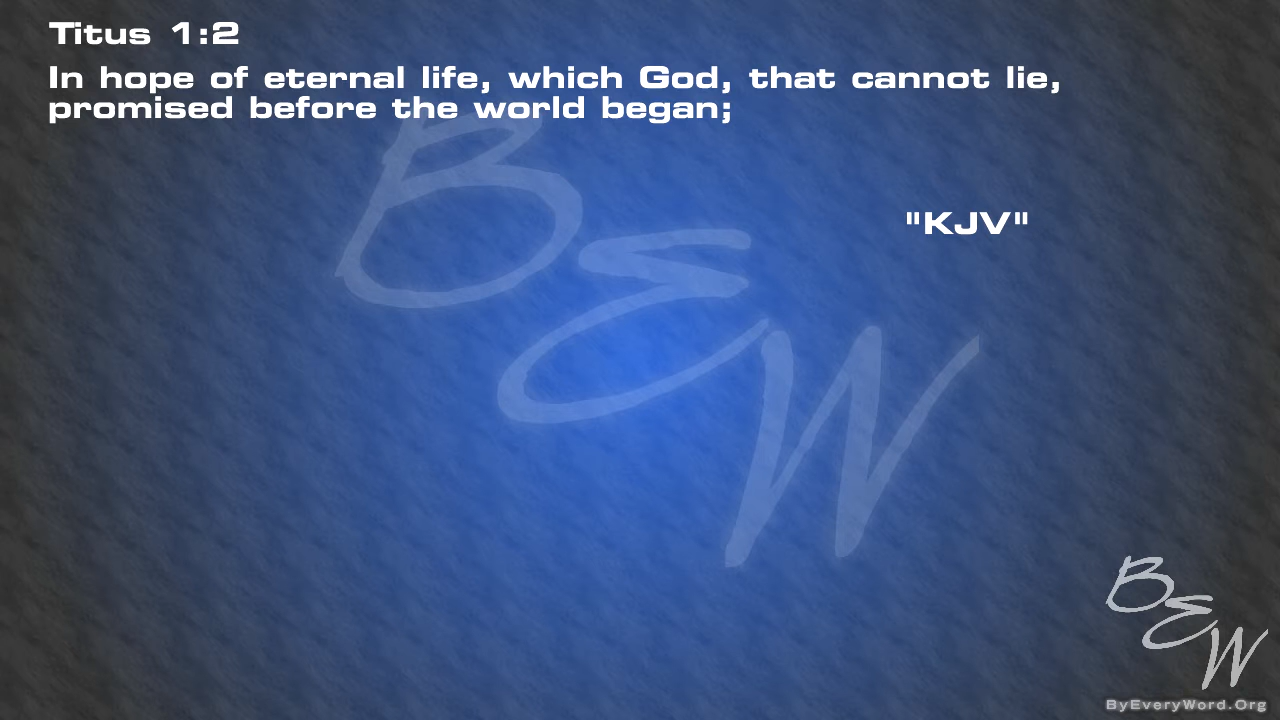 Titus 1:2
In hope of eternal life, which God, that cannot lie,
promised before the world began;
"KJV"
BEW
BEW
ByEveryWord.Org